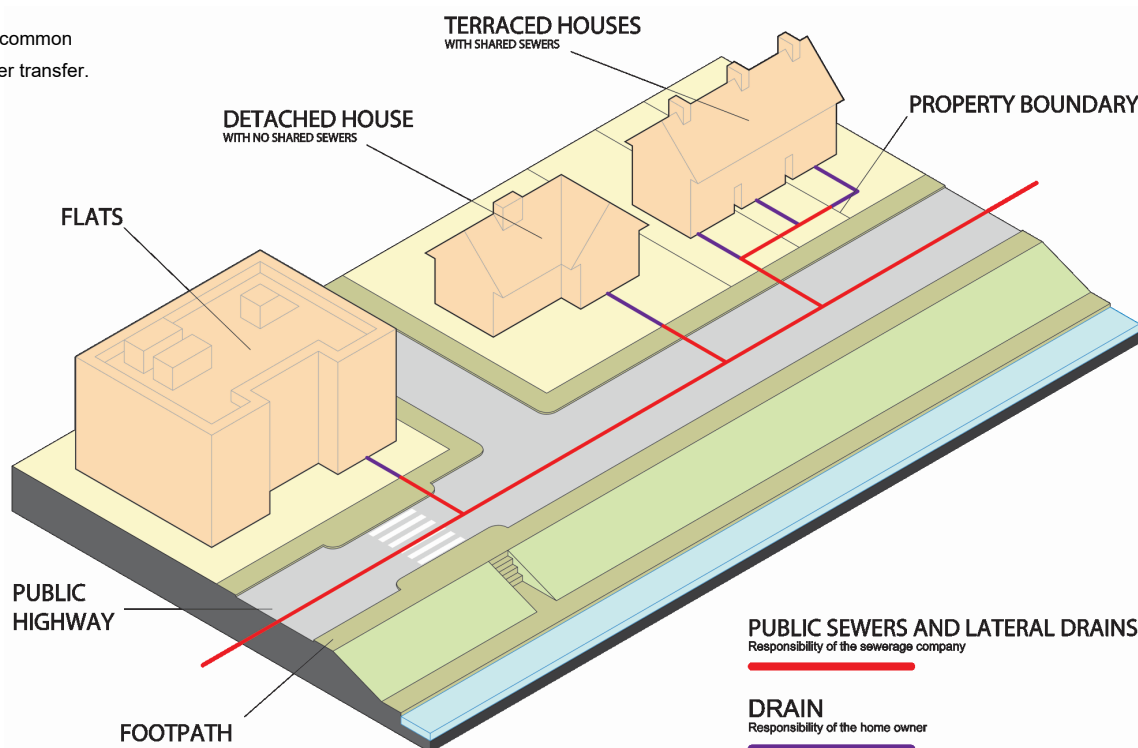 common
er transfer.
TERRACED HOUSES
WITH SHARED SEWERS
DETACHED HOUSE
WITH NO SHARED SEWERS
PROPERTY BOUNDARY
FLATS
PUBLIC
HIGHWAY
FOOTPATH
PUBLIC SEWERS AND LATERAL DRAINS
Responsibility of the sewerage company
DRAIN
Responsibility of the home owner